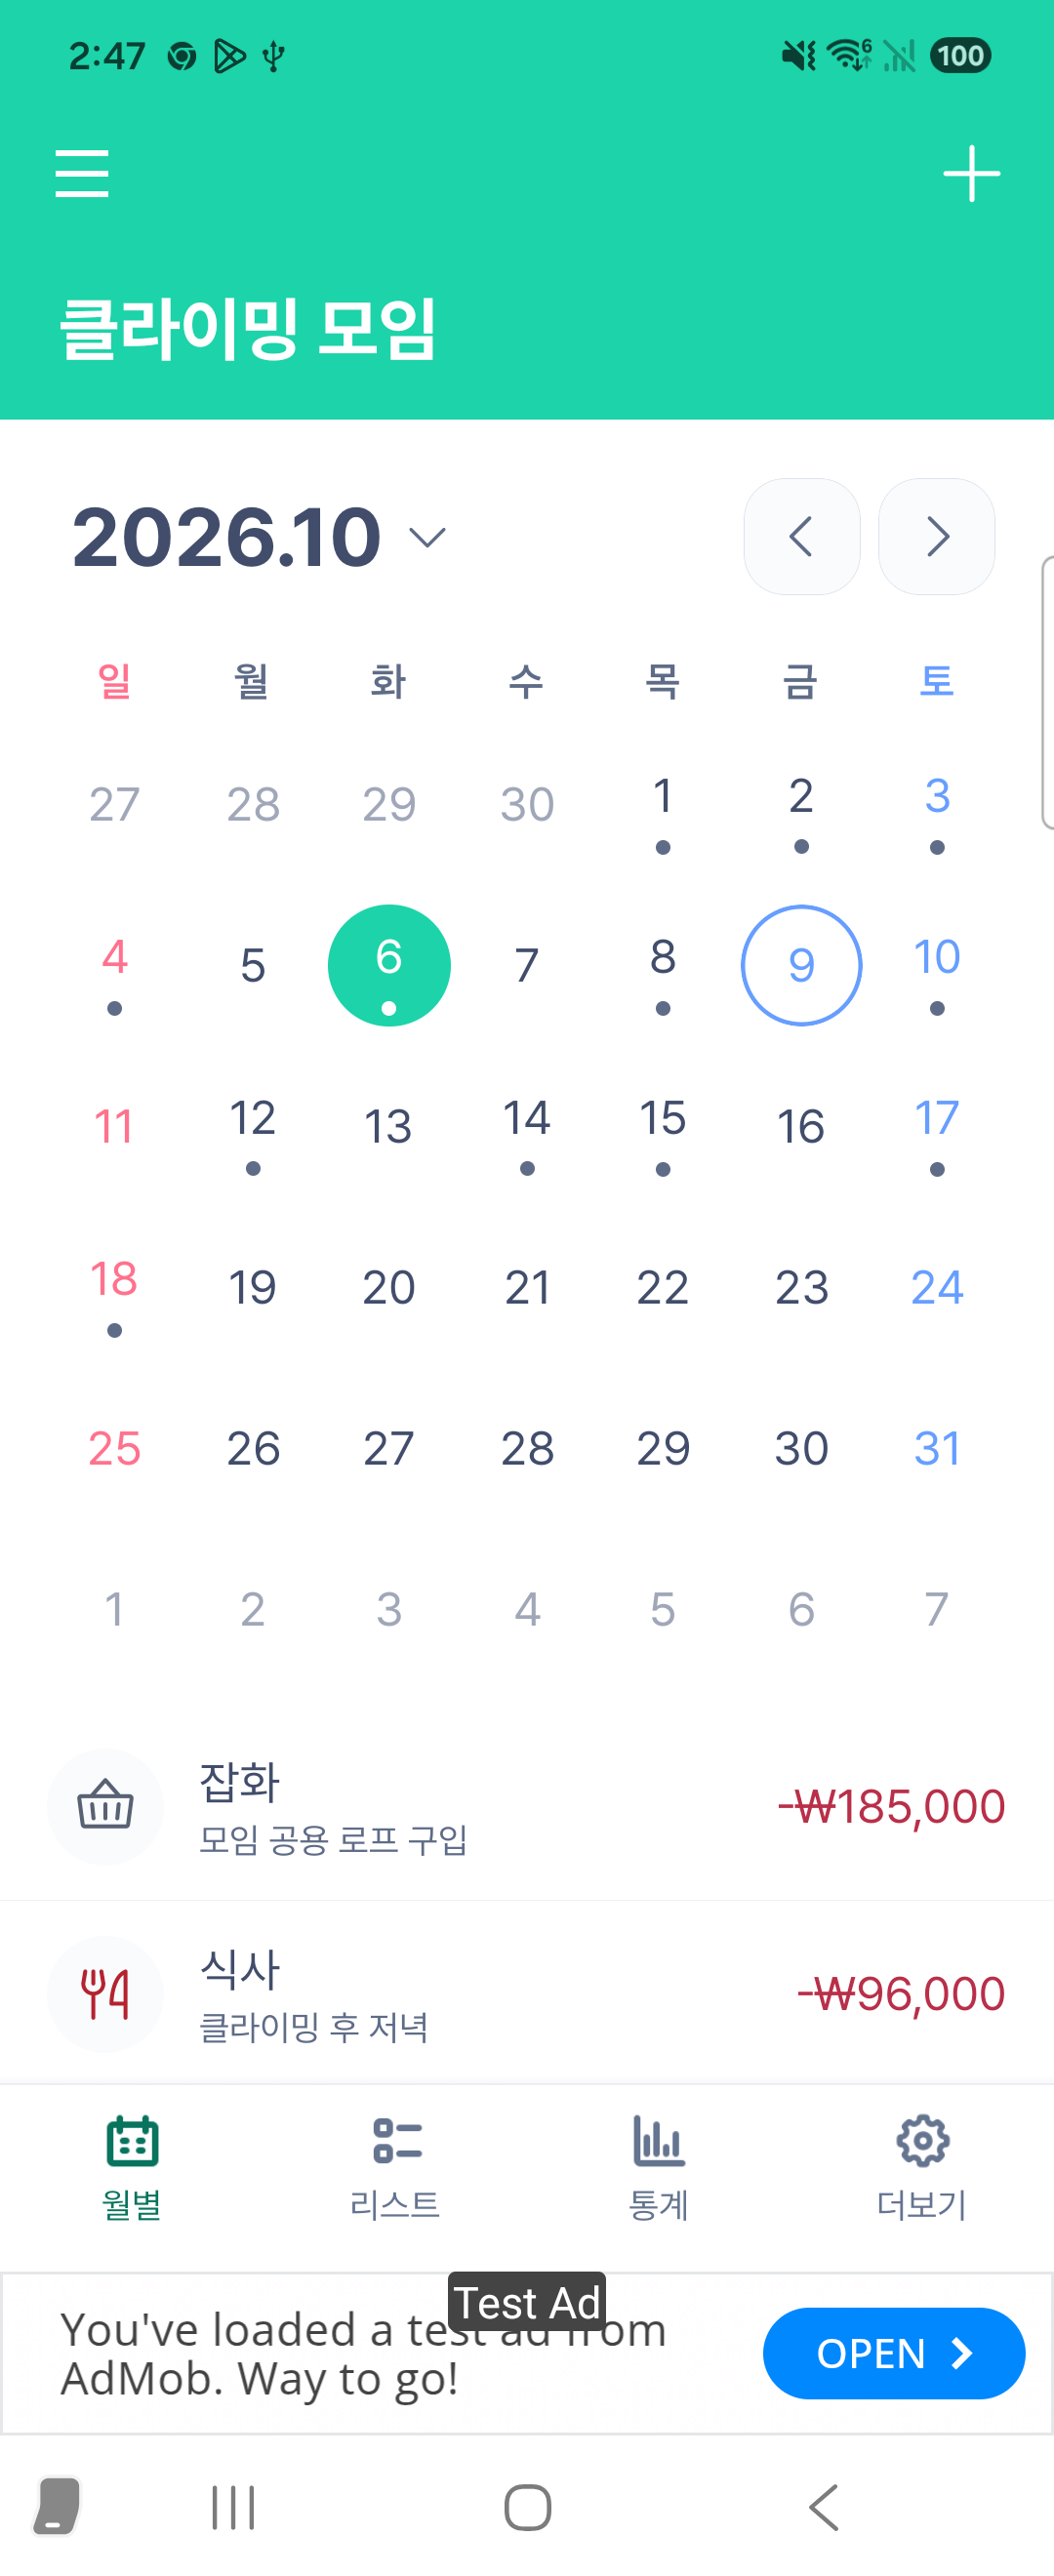 2:47
6
100
클라이밍 모임
2026.10
일 월 화 수 목 금 토
27 28 29 30 1 2 3
4 5 6 7 8 9 10
11 12 13 14 15 16 17
18 19 20 21 22 23 24
25 26 27 28 29 30 31
1 2 3 4 5 6 7
잡화
모임 공용 로프 구입
-₩185,000
식사
클라이밍 후 저녁
-₩96,000
월별 리스트 통계 더보기
Test Ad
You've loaded a test ad from
AdMob. Way to go!
OPEN